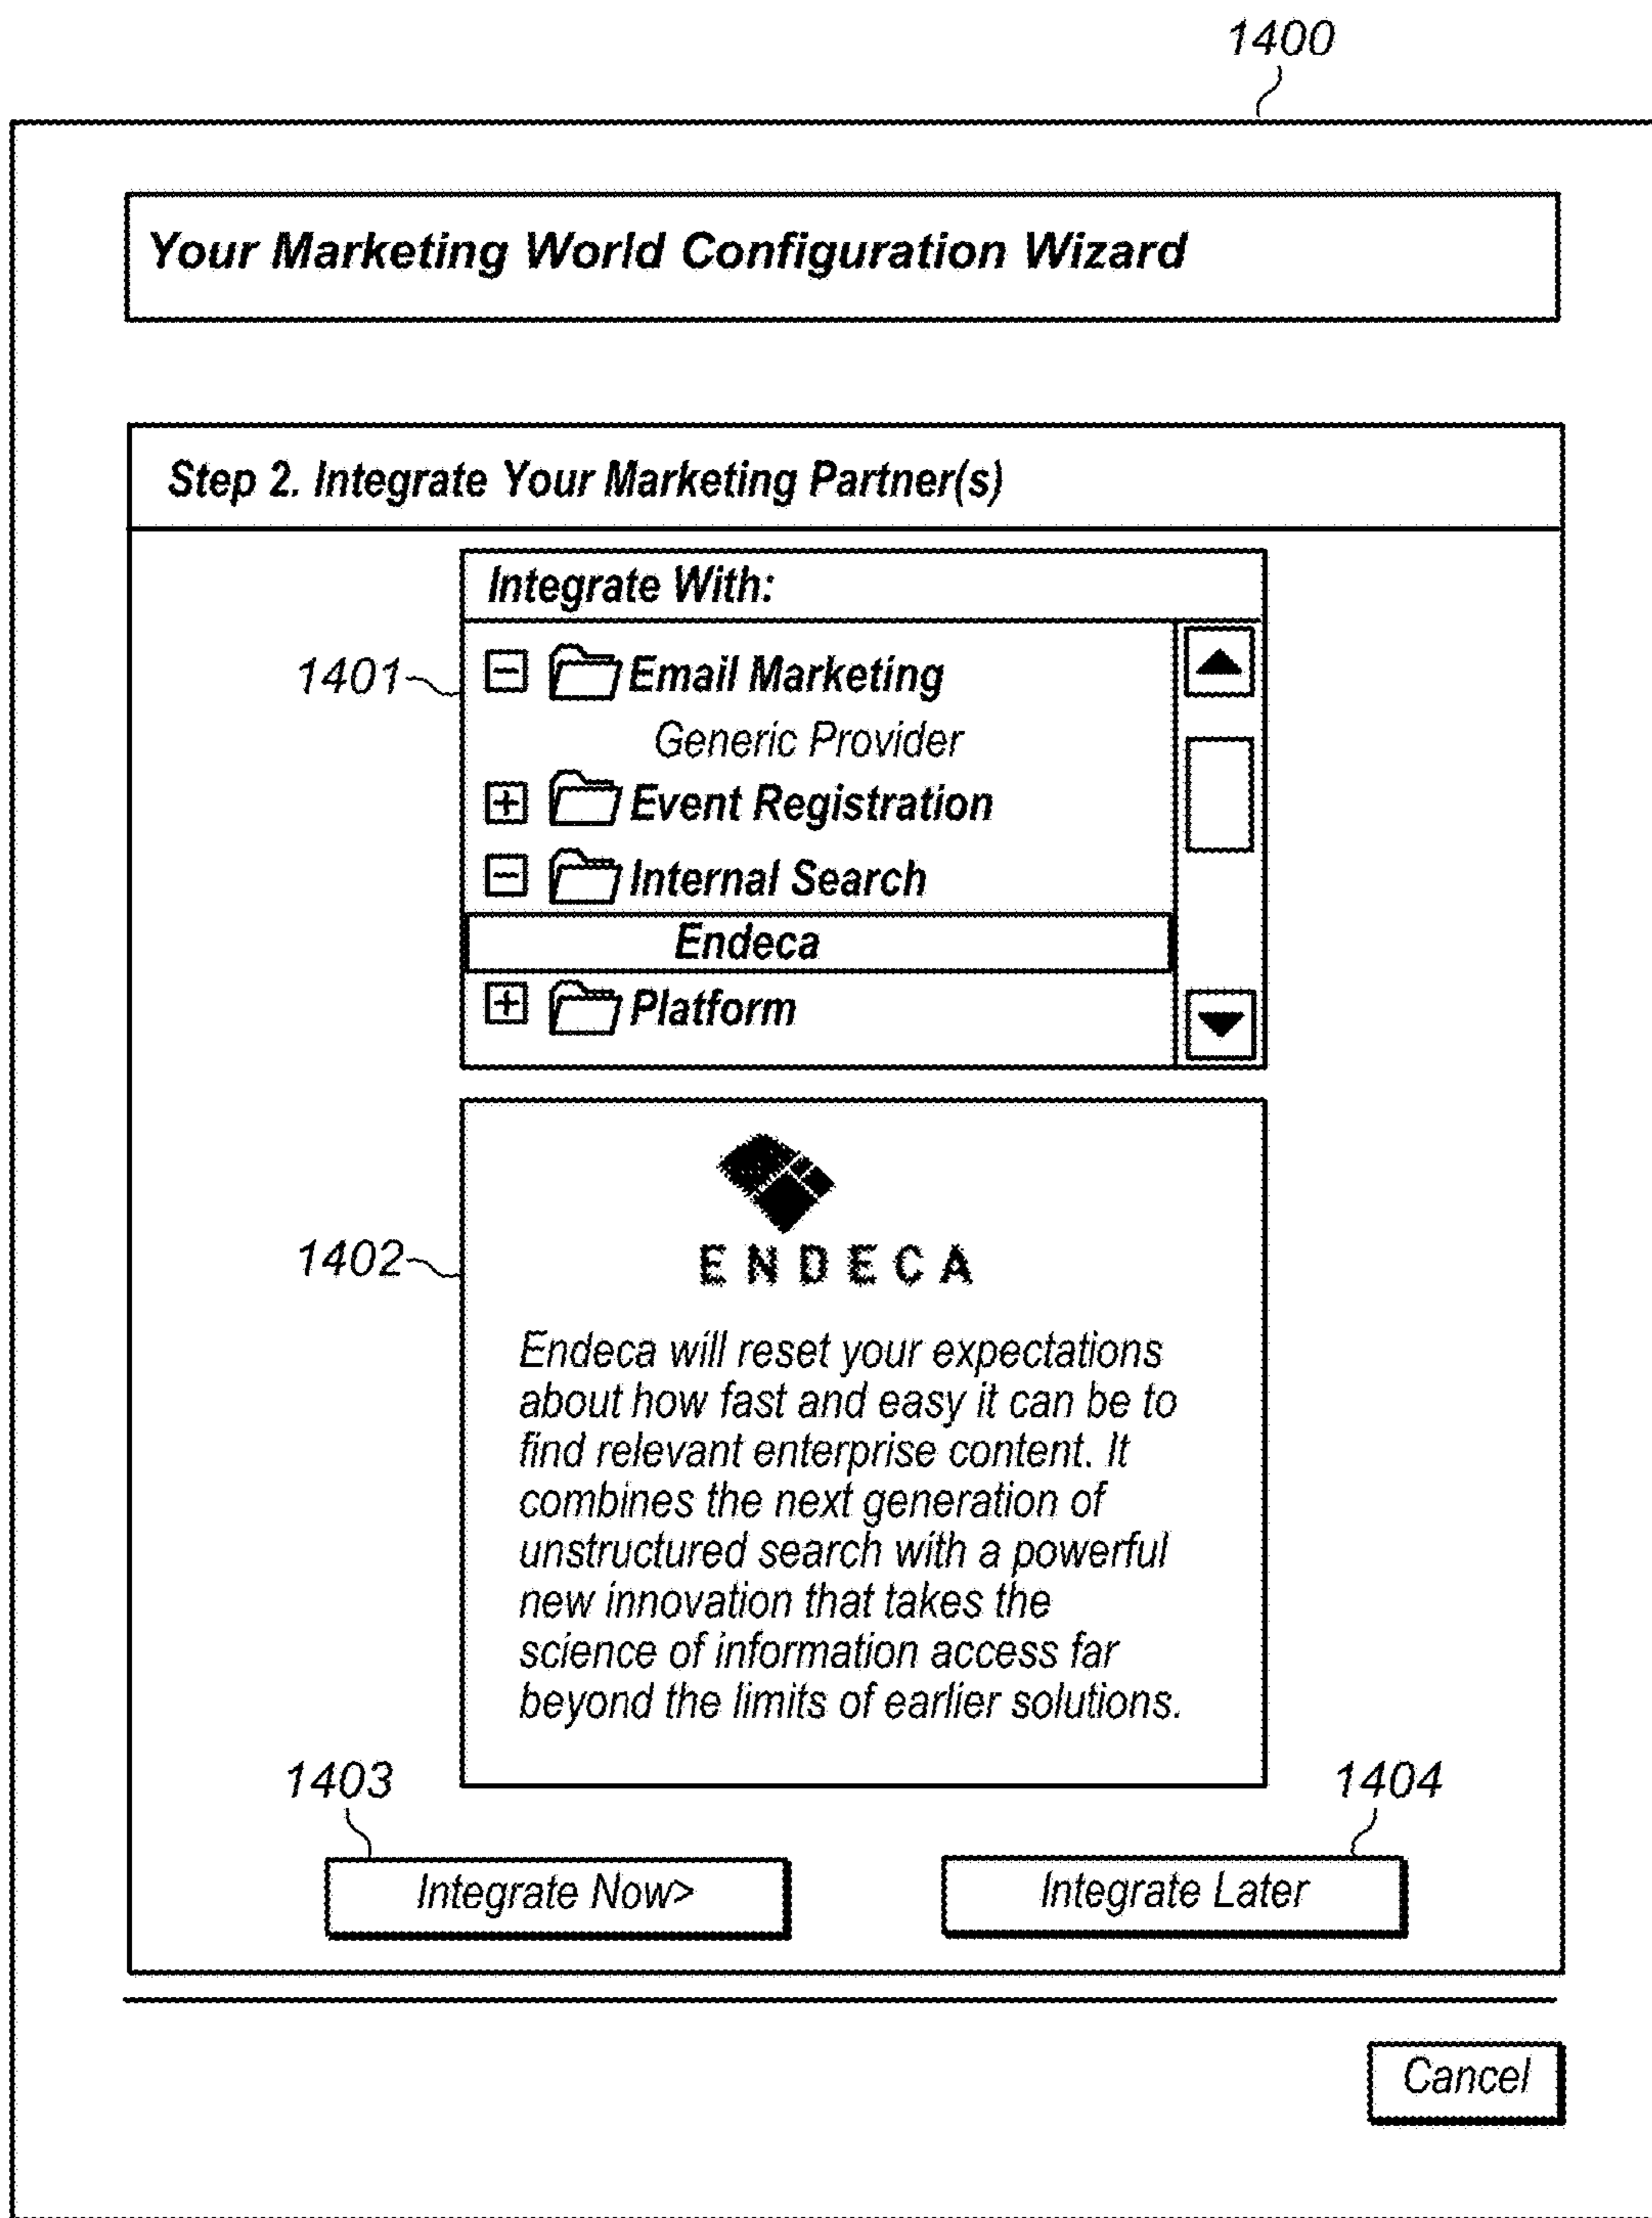 1400
Your Marketing World Configuration Wizard
Step 2. Integrate Your Marketing Partner(s)
Integrate With:
1401
Email Marketing
Generic Provider
Event Registration
Internal Search
Endeca
Platform
1402
ENDECA
Endeca will reset your expectations
about how fast and easy it can be to
find relevant enterprise content. It
combines the next generation of
unstructured search with a powerful
new innovation that takes the
science of information access far
beyond the limits of earlier solutions.
1403
1404
Integrate Now>
Integrate Later
Cancel